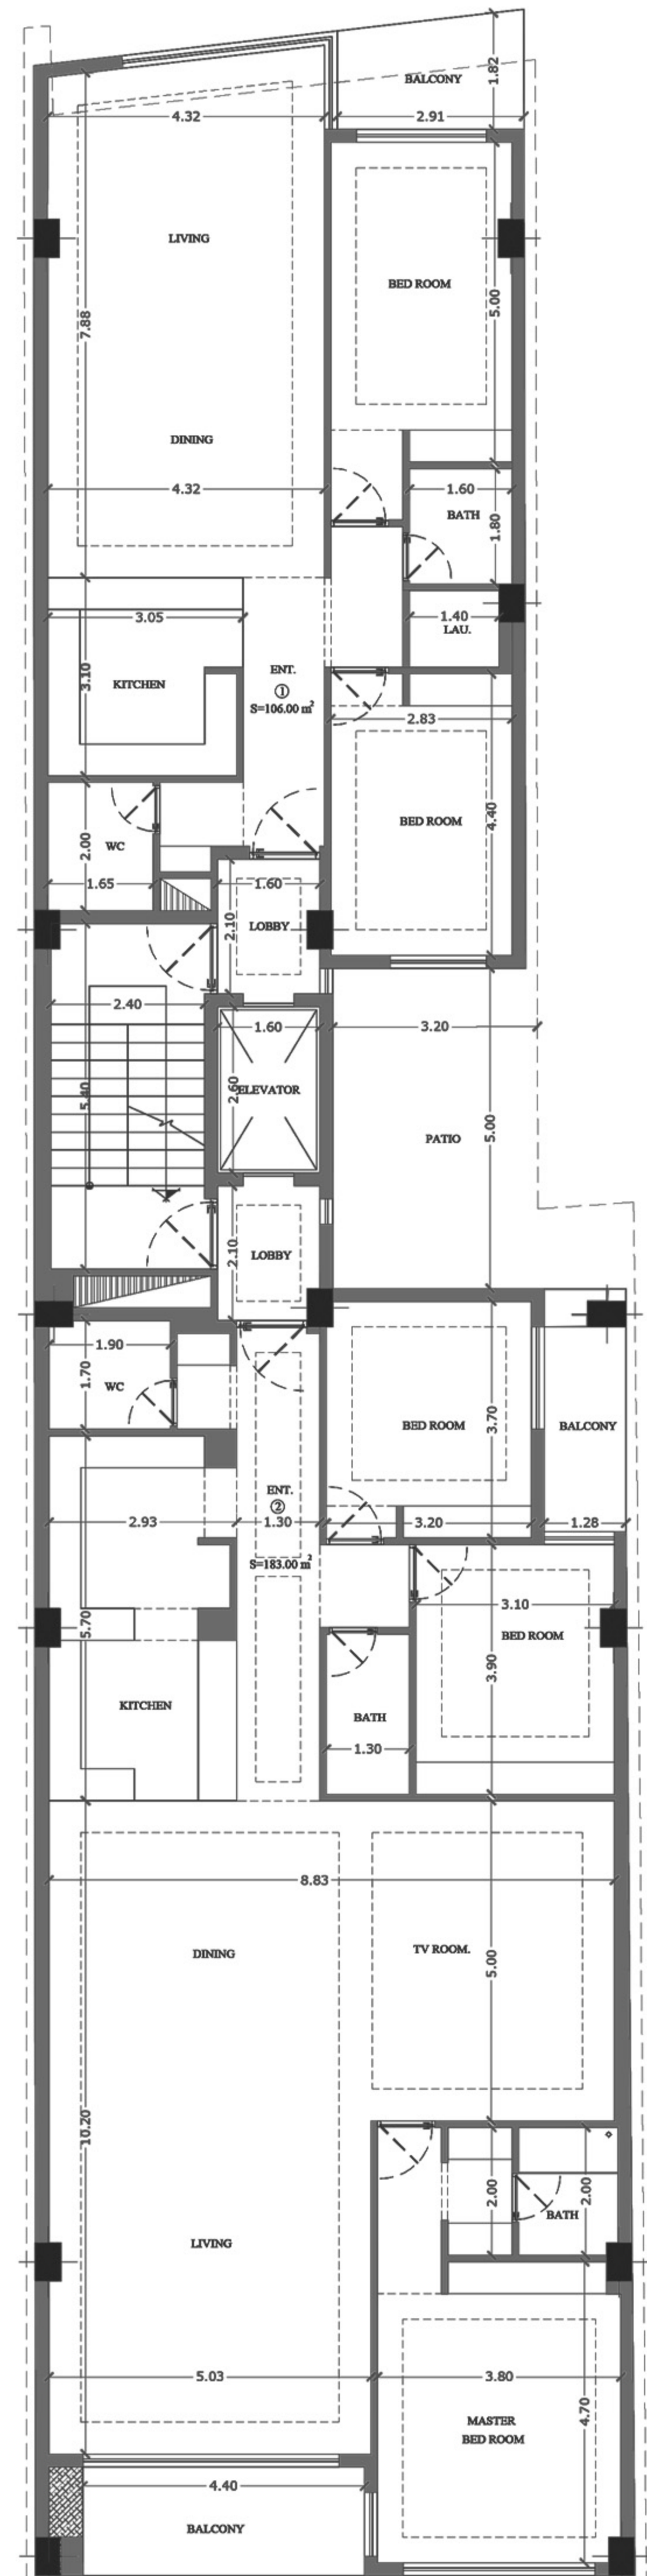 BALCONY
1.82
4.32
2.91
LIVING
BED ROOM
5.00
7.88
DINING
4.32
1.60
BATH
1.80
3.05
1.40
LAU.
KITCHEN
3.10
ENT.
1
S=106.00 m²
2.83
BED ROOM
4.40
WC
2.00
1.65
1.60
LOBBY
2.10
2.40
1.60
3.20
5.40
2.60
ELEVATOR
PATIO
5.00
LOBBY
2.10
1.90
WC
1.70
BED ROOM
3.70
BALCONY
ENT.
2
2.93
1.30
3.20
1.28
S=183.00 m²
3.10
5.70
BED ROOM
3.90
KITCHEN
BATH
1.30
8.83
DINING
TV ROOM.
5.00
10.20
2.00
2.00
BATH
LIVING
5.03
3.80
4.70
MASTER
BED ROOM
4.40
BALCONY